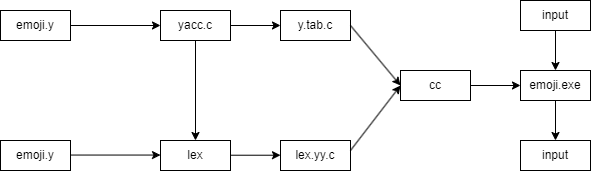 emoji.y
yacc.c
y.tab.c
input
cc
emoji.exe
emoji.y
lex
lex.yy.c
input